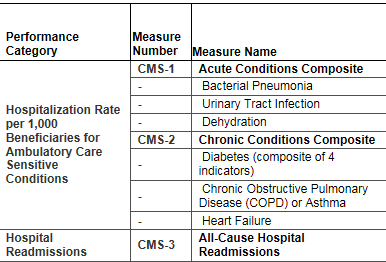 Performance Category Measure Number Measure Name
CMS-1 Acute Conditions Composite
Hospitalization Rate per 1,000 Beneficiaries for Ambulatory Care Sensitive Conditions
- Bacterial Pneumonia
- Urinary Tract Infection
- Dehydration
CMS-2 Chronic Conditions Composite
- Diabetes (composite of 4
indicators)
- Chronic Obstructive Pulmonary
Disease (COPD) or Asthma
- Heart Failure
Hospital Readmissions CMS-3 All-Cause Hospital
Readmissions